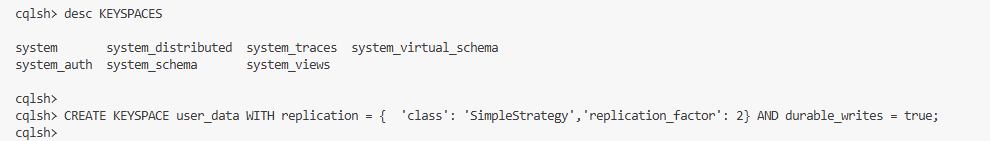 cqlsh> desc KEYSPACES
system       system_distributed  system_traces  system_virtual_schema
system_auth  system_schema       system_views
cqlsh>
cqlsh> CREATE KEYSPACE user_data WITH replication = {  'class': 'SimpleStrategy','replication_factor': 2} AND durable_writes = true;
cqlsh>